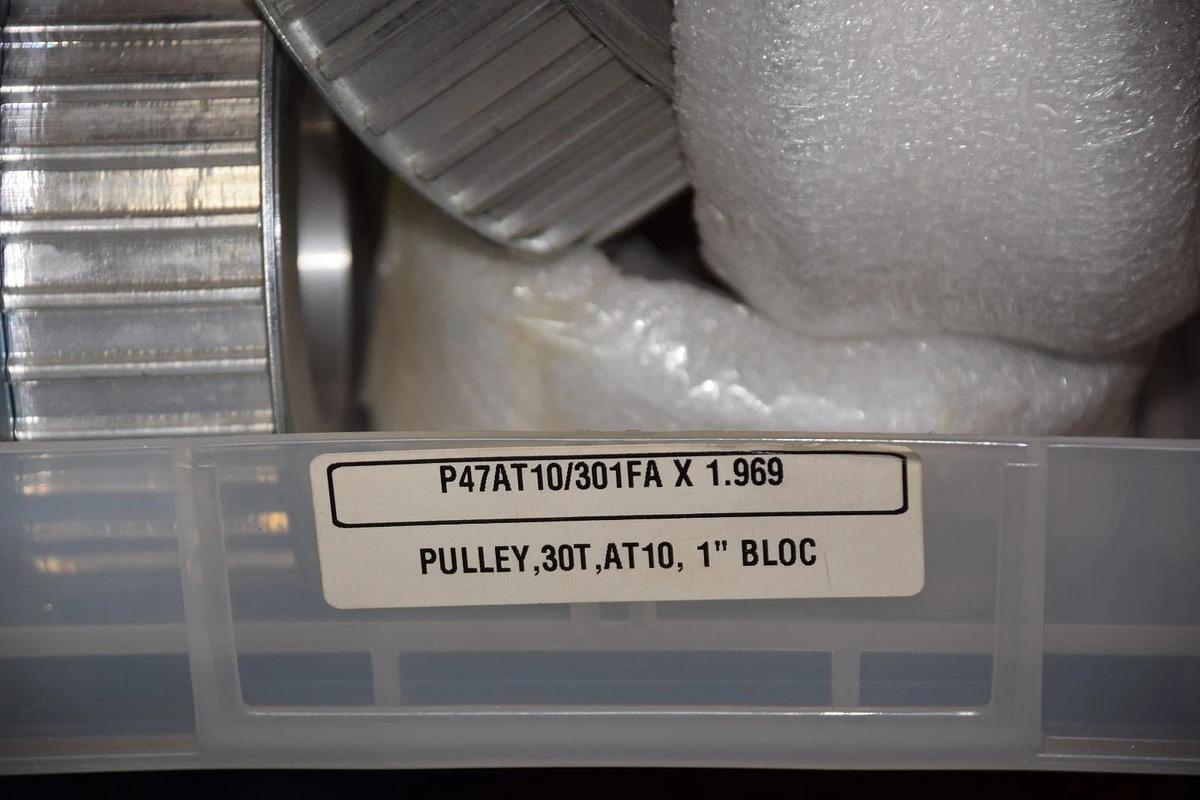 P47AT10/301FA X 1.969
PULLEY,30T,AT10, 1" BLOC